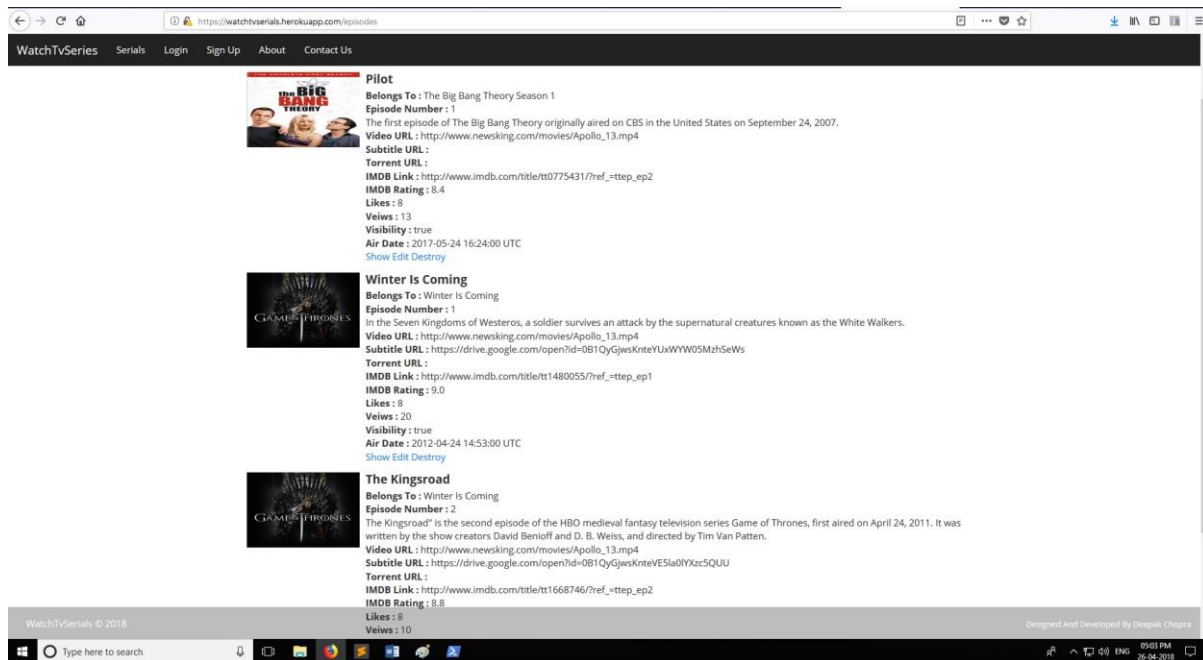 https://watchtvserials.herokuapp.com/episodes
WatchTvSeries Serials Login Sign Up About Contact Us
the BIG BANG THEORY
Pilot
Belongs To : The Big Bang Theory Season 1
Episode Number : 1
The first episode of The Big Bang Theory originally aired on CBS in the United States on September 24, 2007.
Video URL : http://www.newsking.com/movies/Apollo_13.mp4
Subtitle URL :
Torrent URL :
IMDB Link : http://www.imdb.com/title/tt0775431/?ref_=ttep_ep2
IMDB Rating : 8.4
Likes : 8
Veiws : 13
Visibility : true
Air Date : 2017-05-24 16:24:00 UTC
Show Edit Destroy
GAME OF THRONES
Winter Is Coming
Belongs To : Winter Is Coming
Episode Number : 1
In the Seven Kingdoms of Westeros, a soldier survives an attack by the supernatural creatures known as the White Walkers.
Video URL : http://www.newsking.com/movies/Apollo_13.mp4
Subtitle URL : https://drive.google.com/open?id=0B1QyGjwsKnteYUxWYW05MzhSeWs
Torrent URL :
IMDB Link : http://www.imdb.com/title/tt1480055/?ref_=ttep_ep1
IMDB Rating : 9.0
Likes : 8
Veiws : 20
Visibility : true
Air Date : 2012-04-24 14:53:00 UTC
Show Edit Destroy
GAME OF THRONES
The Kingsroad
Belongs To : Winter Is Coming
Episode Number : 2
The Kingsroad" is the second episode of the HBO medieval fantasy television series Game of Thrones, first aired on April 24, 2011. It was
written by the show creators David Benioff and D. B. Weiss, and directed by Tim Van Patten.
Video URL : http://www.newsking.com/movies/Apollo_13.mp4
Subtitle URL : https://drive.google.com/open?id=0B1QyGjwsKnteVE5la0lYXzc5QUU
Torrent URL :
IMDB Link : http://www.imdb.com/title/tt1668746/?ref_=ttep_ep2
IMDB Rating : 8.8
Likes : 8
Veiws : 10
WatchTvSerials © 2018
Designed And Developed By Deepak Chopra
Type here to search
ENG
05:03 PM
26-04-2018